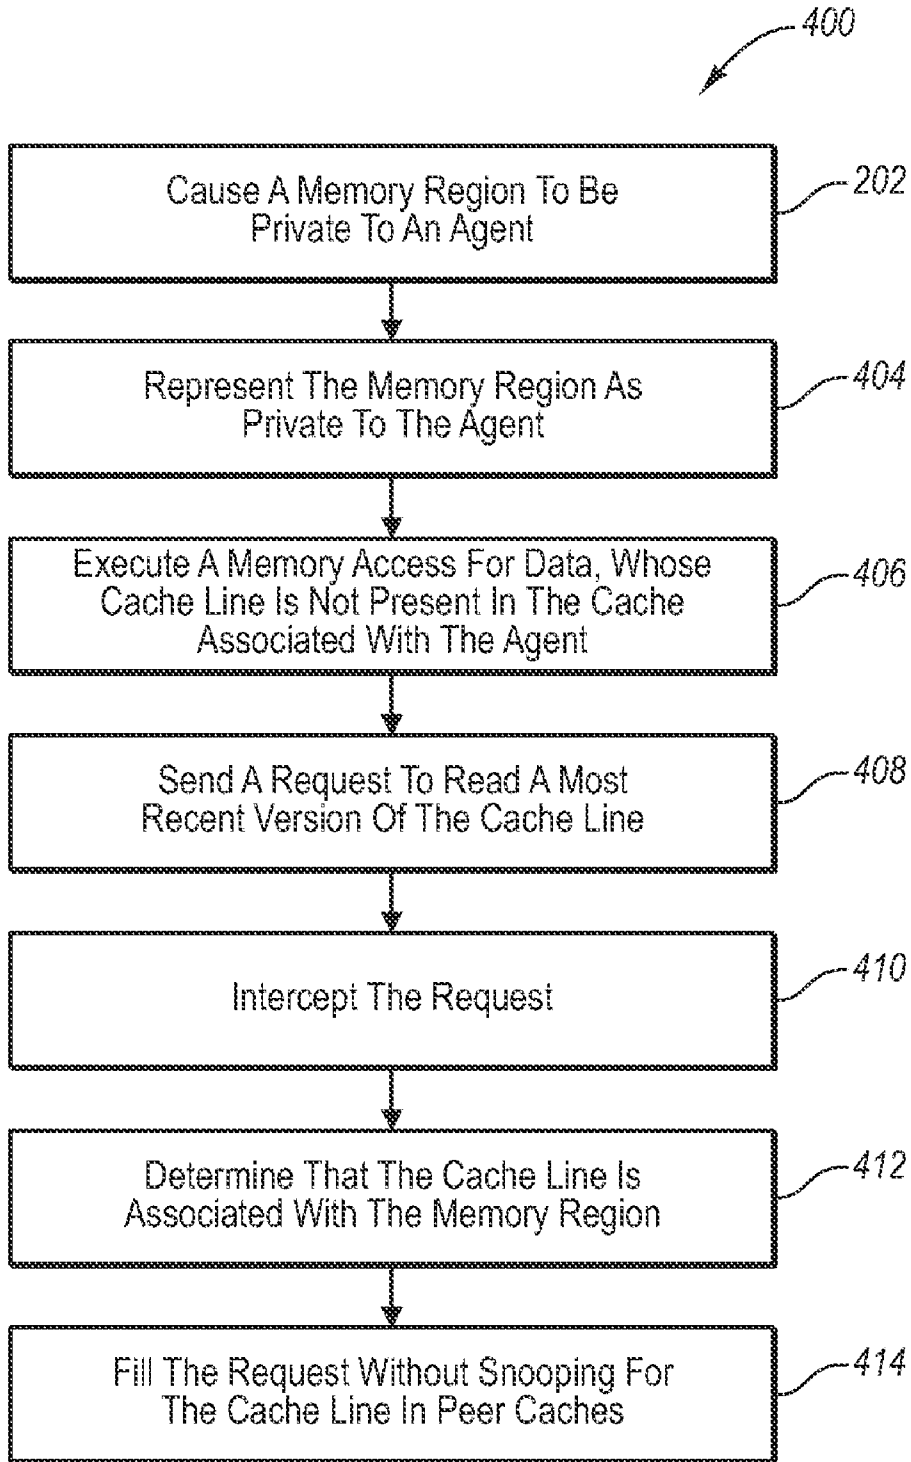 400
Cause A Memory Region To Be
Private To An Agent
202
Represent The Memory Region As
Private To The Agent
404
Execute A Memory Access For Data, Whose
Cache Line Is Not Present In The Cache
Associated With The Agent
406
Send A Request To Read A Most
Recent Version Of The Cache Line
408
Intercept The Request
410
Determine That The Cache Line Is
Associated With The Memory Region
412
Fill The Request Without Snooping For
The Cache Line In Peer Caches
414